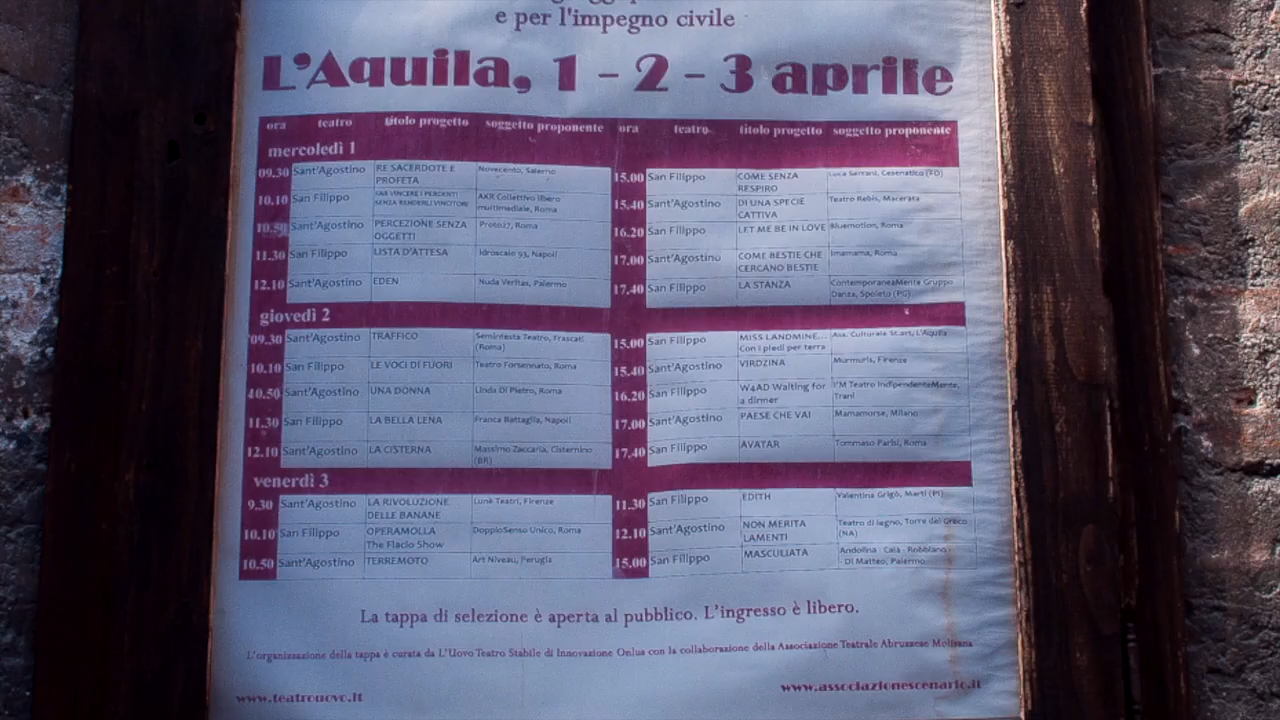 e per l'impegno civile
L'Aquila, 1 - 2 - 3 aprile
ora teatro titolo progetto soggetto proponente ora teatro titolo progetto soggetto proponente
mercoledì 1
09.30 Sant'Agostino RE SACERDOTE E PROFETA Novecento, Salerno
10.10 San Filippo FAR VINCERE I PERDENTI SENZA RENDERLI VINCITORI AKR Collettivo libero multimediale, Roma
10.50 Sant'Agostino PERCEZIONE SENZA OGGETTI Proto27, Roma
11.30 San Filippo LISTA D'ATTESA Idroscalo 93, Napoli
12.10 Sant'Agostino EDEN Nuda Veritas, Palermo
15.00 San Filippo COME SENZA RESPIRO Luca Serrani, Cesenatico (FO)
15.40 Sant'Agostino DI UNA SPECIE CATTIVA Teatro Rebis, Macerata
16.20 San Filippo LET ME BE IN LOVE Bluemotion, Roma
17.00 Sant'Agostino COME BESTIE CHE CERCANO BESTIE Imamama, Roma
17.40 San Filippo LA STANZA ContemporaneaMente Gruppo Danza, Spoleto (PG)
giovedì 2
09.30 Sant'Agostino TRAFFICO Semintesta Teatro, Frascati (Roma)
10.10 San Filippo LE VOCI DI FUORI Teatro Forsennato, Roma
10.50 Sant'Agostino UNA DONNA Linda Di Pietro, Roma
11.30 San Filippo LA BELLA LENA Franca Battaglia, Napoli
12.10 Sant'Agostino LA CISTERNA Massimo Zaccaria, Cisternino (BR)
15.00 San Filippo MISS LANDMINE... Con i piedi per terra Ass. Culturale St.art, L'Aquila
15.40 Sant'Agostino VIRDZINA Murmuris, Firenze
16.20 San Filippo W4AD Waiting for a dinner I'M Teatro IndipendenteMente, Trani
17.00 Sant'Agostino PAESE CHE VAI Mamamorse, Milano
17.40 San Filippo AVATAR Tommaso Parisi, Roma
venerdì 3
9.30 Sant'Agostino LA RIVOLUZIONE DELLE BANANE Lunè Teatri, Firenze
10.10 San Filippo OPERAMOLLA The Flacio Show DoppioSenso Unico, Roma
10.50 Sant'Agostino TERREMOTO Art Niveau, Perugia
11.30 San Filippo EDITH Valentina Grigò, Marti (PI)
12.10 Sant'Agostino NON MERITA LAMENTI Teatro di legno, Torre del Greco (NA)
15.00 San Filippo MASCULIATA Andolina - Calà - Robblano - Di Matteo, Palermo
La tappa di selezione è aperta al pubblico. L'ingresso è libero.
L'organizzazione della tappa è curata da L'Uovo Teatro Stabile di Innovazione Onlus con la collaborazione della Associazione Teatrale Abruzzese Molisana
www.teatrouovo.it www.associazionescenario.it